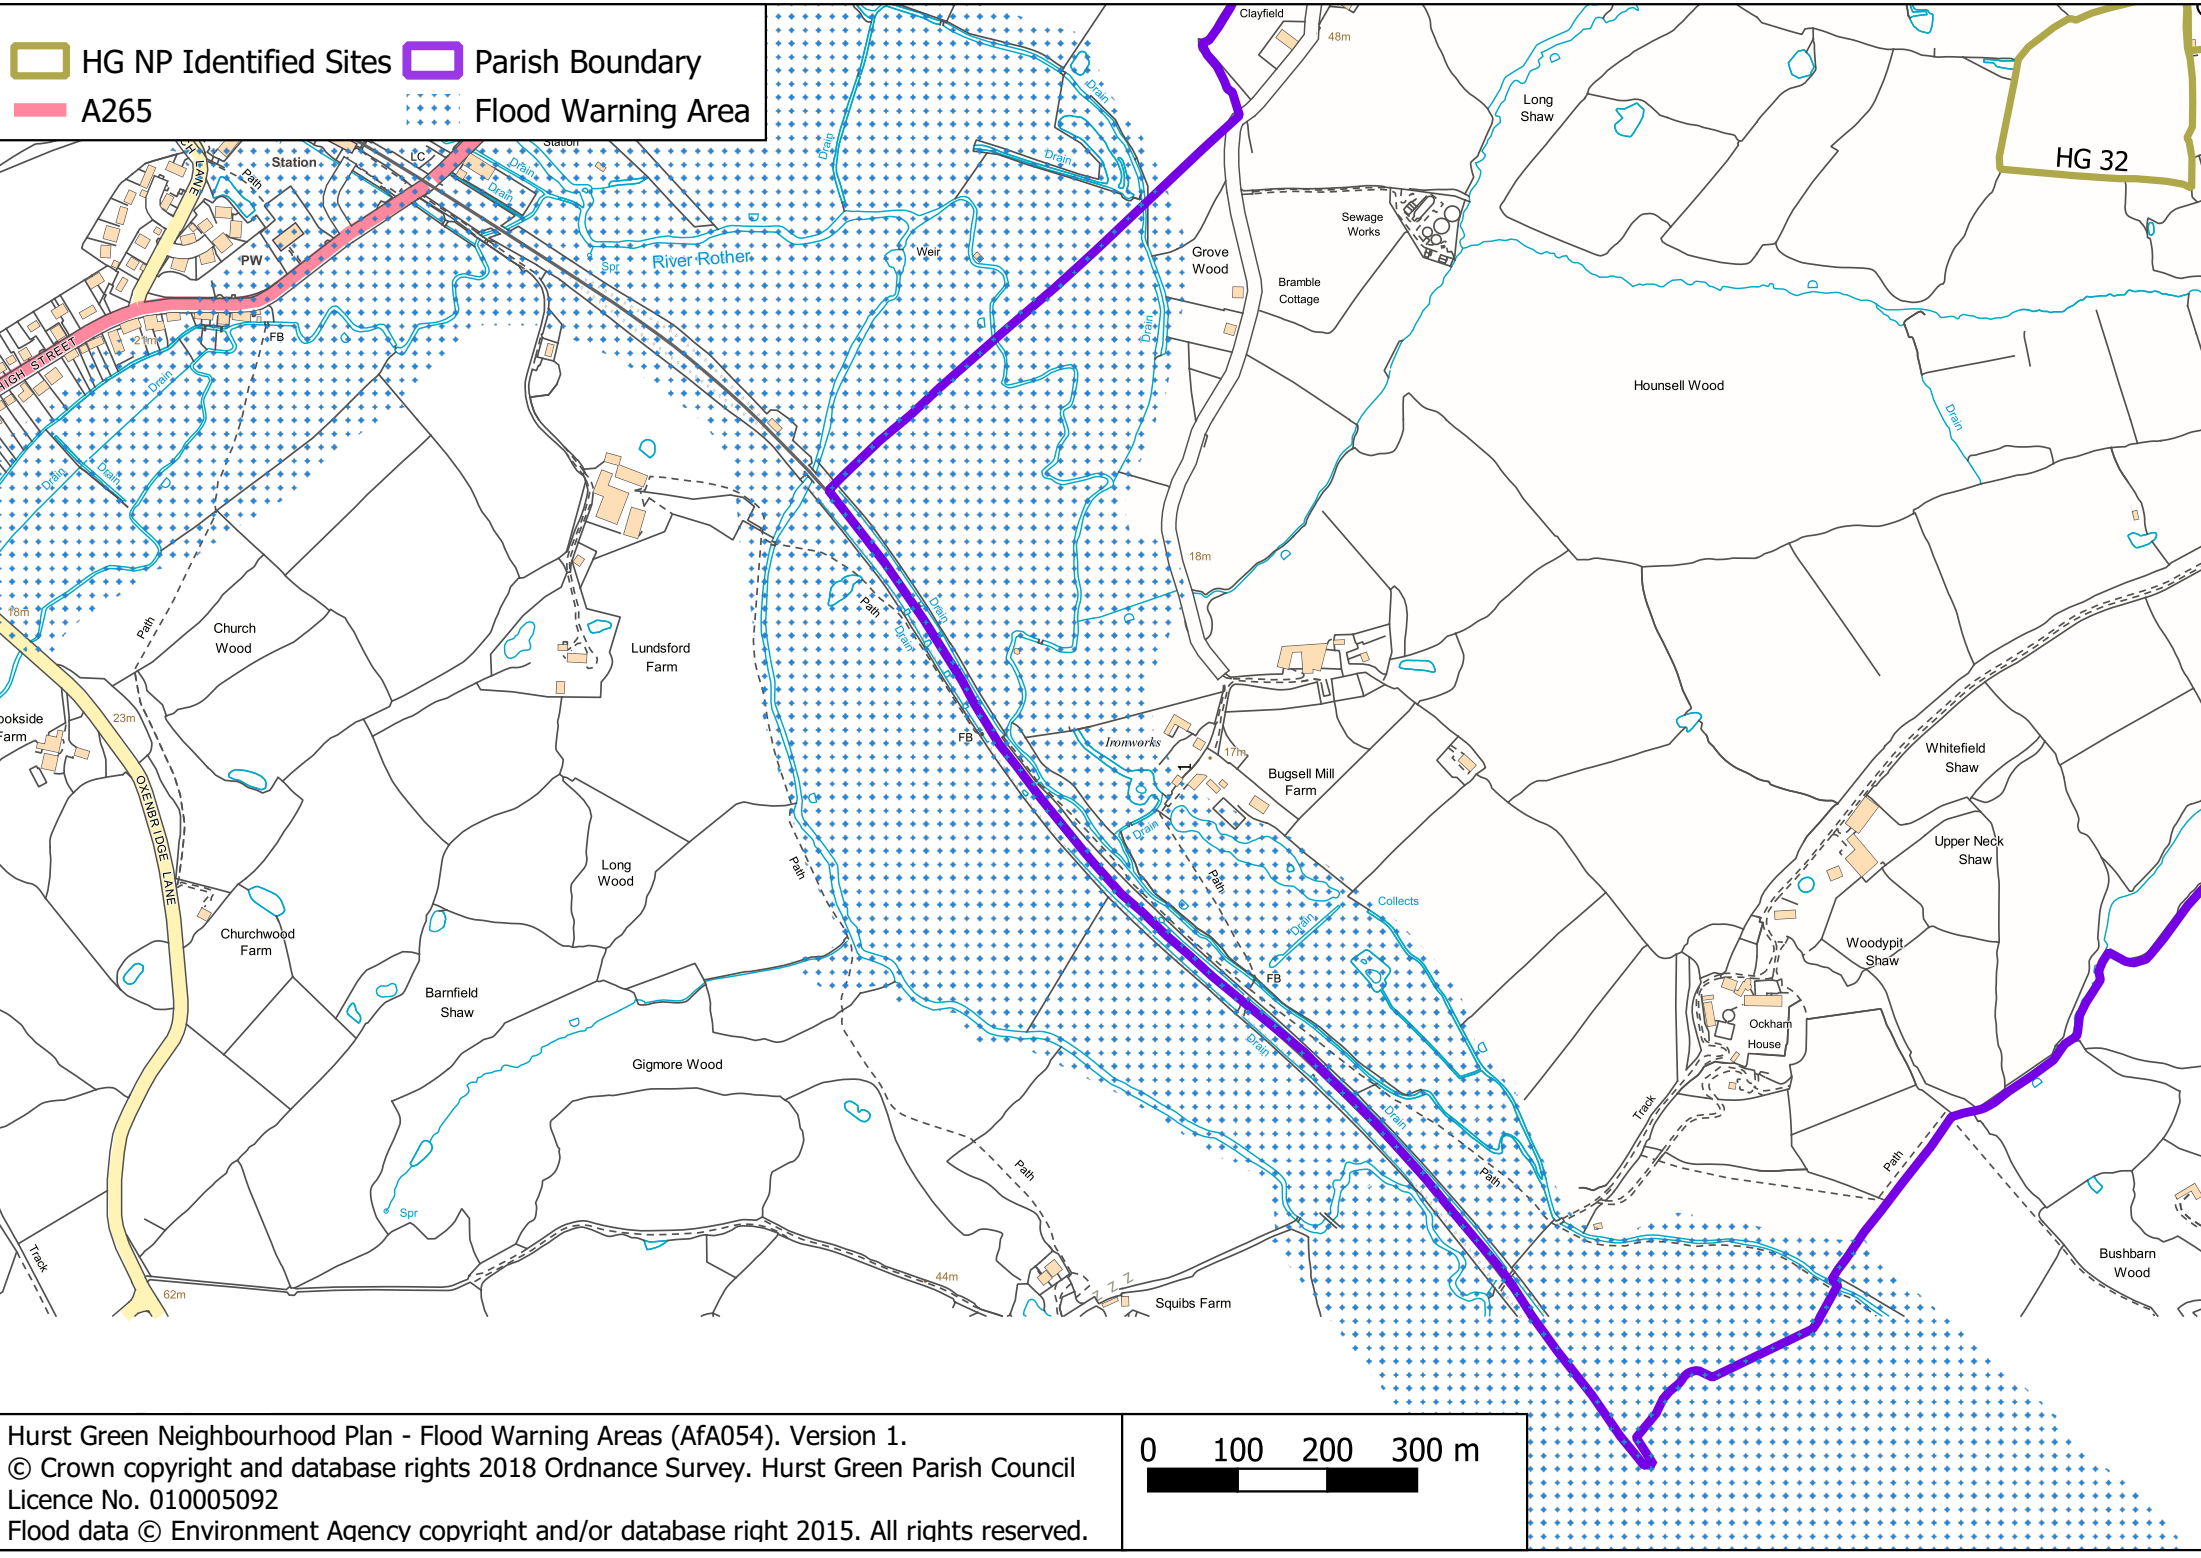 HG NP Identified Sites
Parish Boundary
A265
Flood Warning Area
Clayfield
48m
Drain
Long
Shaw
HG 32
Station
LC
Station
Path
LANE
Drain
Drain
Drain
Drain
Sewage
Works
PW
Spr
River Rother
Weir
Grove
Wood
Bramble
Cottage
Drain
HIGH STREET
21m
FB
Hounsell Wood
Drain
Drain
Drain
Drain
18m
18m
Path
Church
Wood
Lundsford
Farm
Path
Drain
Drain
23m
FB
Ironworks
17m
1
Bugsell Mill
Farm
Whitefield
Shaw
Farm
OXENBRIDGE LANE
Drain
Upper Neck
Shaw
Long
Wood
Path
Path
Collects
Drain
Churchwood
Farm
Woodypit
Shaw
FB
Barnfield
Shaw
Ockham
House
Drain
Gigmore Wood
Drain
Track
Path
Path
Path
Spr
Track
Bushbarn
Wood
44m
62m
Z Z Z
Squibs Farm
Hurst Green Neighbourhood Plan - Flood Warning Areas (AfA054). Version 1.
© Crown copyright and database rights 2018 Ordnance Survey. Hurst Green Parish Council
Licence No. 010005092
Flood data © Environment Agency copyright and/or database right 2015. All rights reserved.
0 100 200 300 m